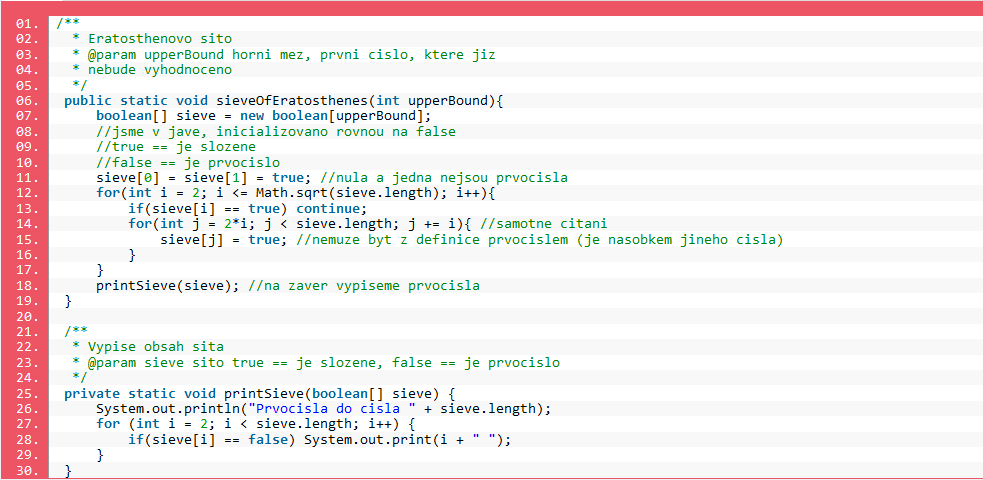 01. /**
02.  * Eratosthenovo sito
03.  * @param upperBound horni mez, prvni cislo, ktere jiz
04.  * nebude vyhodnoceno
05.  */
06. public static void sieveOfEratosthenes(int upperBound){
07.     boolean[] sieve = new boolean[upperBound];
08.     //jsme v jave, inicializovano rovnou na false
09.     //true == je slozene
10.     //false == je prvocislo
11.     sieve[0] = sieve[1] = true; //nula a jedna nejsou prvocisla
12.     for(int i = 2; i <= Math.sqrt(sieve.length); i++){
13.         if(sieve[i] == true) continue;
14.         for(int j = 2*i; j < sieve.length; j += i){ //samotne citani
15.             sieve[j] = true; //nemuze byt z definice prvocislem (je nasobkem jineho cisla)
16.         }
17.     }
18.     printSieve(sieve); //na zaver vypiseme prvocisla
19. }
20.
21. /**
22.  * Vypise obsah sita
23.  * @param sieve sito true == je slozene, false == je prvocislo
24.  */
25. private static void printSieve(boolean[] sieve) {
26.     System.out.println("Prvocisla do cisla " + sieve.length);
27.     for (int i = 2; i < sieve.length; i++) {
28.         if(sieve[i] == false) System.out.print(i + " ");
29.     }
30. }